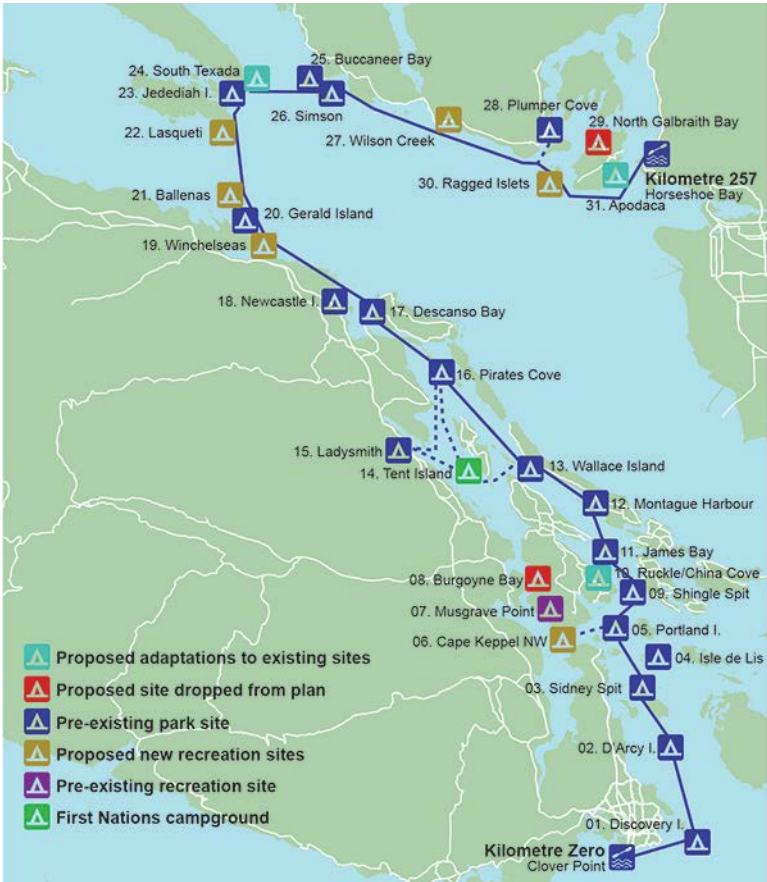 25. Buccaneer Bay
24. South Texada
23. Jedediah I.
26. Simson
28. Plumper Cove
29. North Galbraith Bay
22. Lasqueti
27. Wilson Creek
Kilometre 257
Horseshoe Bay
30. Ragged Islets
31. Apodaca
21. Ballenas
20. Gerald Island
19. Winchelseas
18. Newcastle I.
17. Descanso Bay
16. Pirates Cove
15. Ladysmith
14. Tent Island
13. Wallace Island
12. Montague Harbour
11. James Bay
10. Ruckle/China Cove
08. Burgoyne Bay
09. Shingle Spit
07. Musgrave Point
05. Portland I.
06. Cape Keppel NW
04. Isle de Lis
03. Sidney Spit
02. D'Arcy I.
01. Discovery I.
Kilometre Zero
Clover Point
Proposed adaptations to existing sites
Proposed site dropped from plan
Pre-existing park site
Proposed new recreation sites
Pre-existing recreation site
First Nations campground